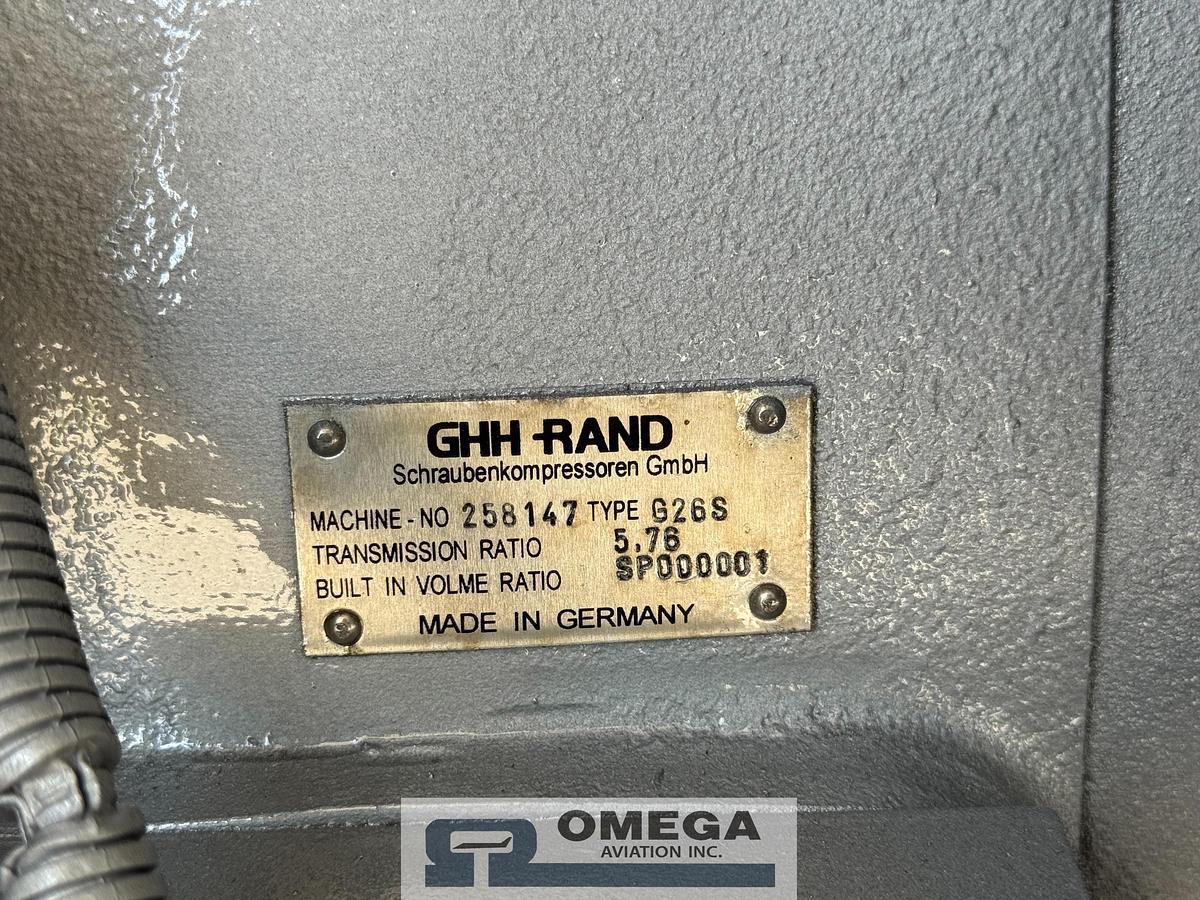 GHH-RAND
Schraubenkompressoren GmbH
MACHINE-NO 258147 TYPE G26S
TRANSMISSION RATIO 5.76
BUILT IN VOLME RATIO SP000001
MADE IN GERMANY
OMEGA
AVIATION INC.